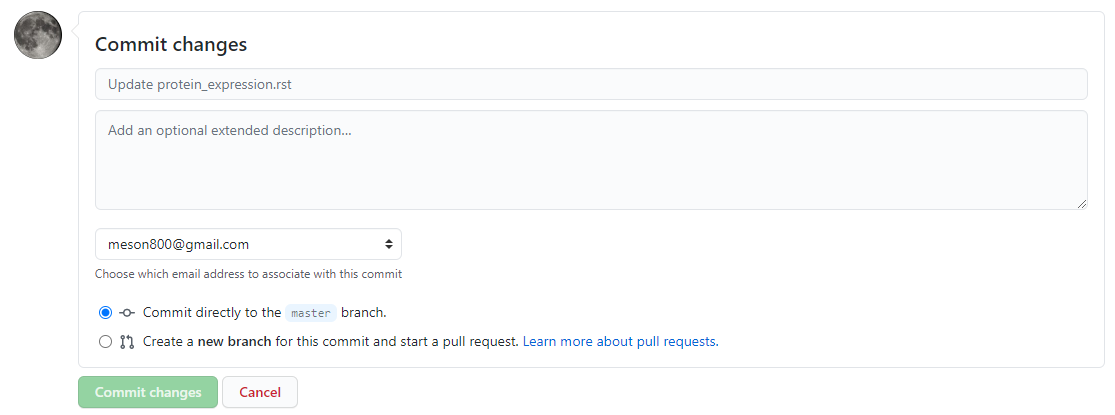 Commit changes
Update protein_expression.rst
Add an optional extended description...
meson800@gmail.com
Choose which email address to associate with this commit
Commit directly to the master branch.
Create a new branch for this commit and start a pull request. Learn more about pull requests.
Commit changes Cancel